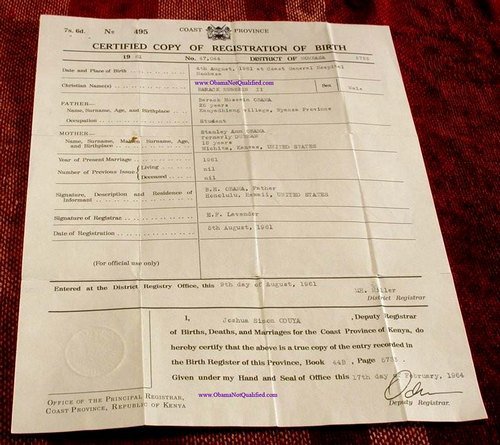 7s. 6d. No 495 COAST PROVINCE
CERTIFIED COPY OF REGISTRATION OF BIRTH
1961 No. 47,044 DISTRICT OF MOMBASA 5733
Date and Place of Birth 4th August, 1961 at Coast General Hospital
Mombasa
www.ObamaNotQualified.com
Christian Name(s) BARACK HUSSEIN II Sex Male
FATHER—
Name, Surname, Age, and Birthplace
Barack Hussein OBAMA
26 years
Kanyadhiang village, Nyanza Province
Occupation Student
MOTHER—
Name, Surname, Maiden Surname, Age, and Birthplace
Stanley Ann OBAMA
formerly DUNHAM
18 years
Wichita, Kansas, UNITED STATES
Year of Present Marriage 1961
Number of Previous Issue { Living nil
Deceased nil
Signature, Description and Residence of Informant
B.H. OBAMA, Father
Honolulu, Hawaii, UNITED STATES
Signature of Registrar E.F. Lavender
Date of Registration 5th August, 1961
(For official use only)
Entered at the District Registry Office, this 9th day of August, 1961
MH. Miller
District Registrar
I, Joshua Simon ODUYA, Deputy Registrar
of Births, Deaths, and Marriages for the Coast Province of Kenya, do
hereby certify that the above is a true copy of the entry recorded in
the Birth Register of this Province, Book 44B, Page 5733.
Given under my Hand and Seal of Office this 17th day of February, 1964
www.ObamaNotQualified.com
OFFICE OF THE PRINCIPAL REGISTRAR,
COAST PROVINCE, REPUBLIC OF KENYA
Deputy Registrar.